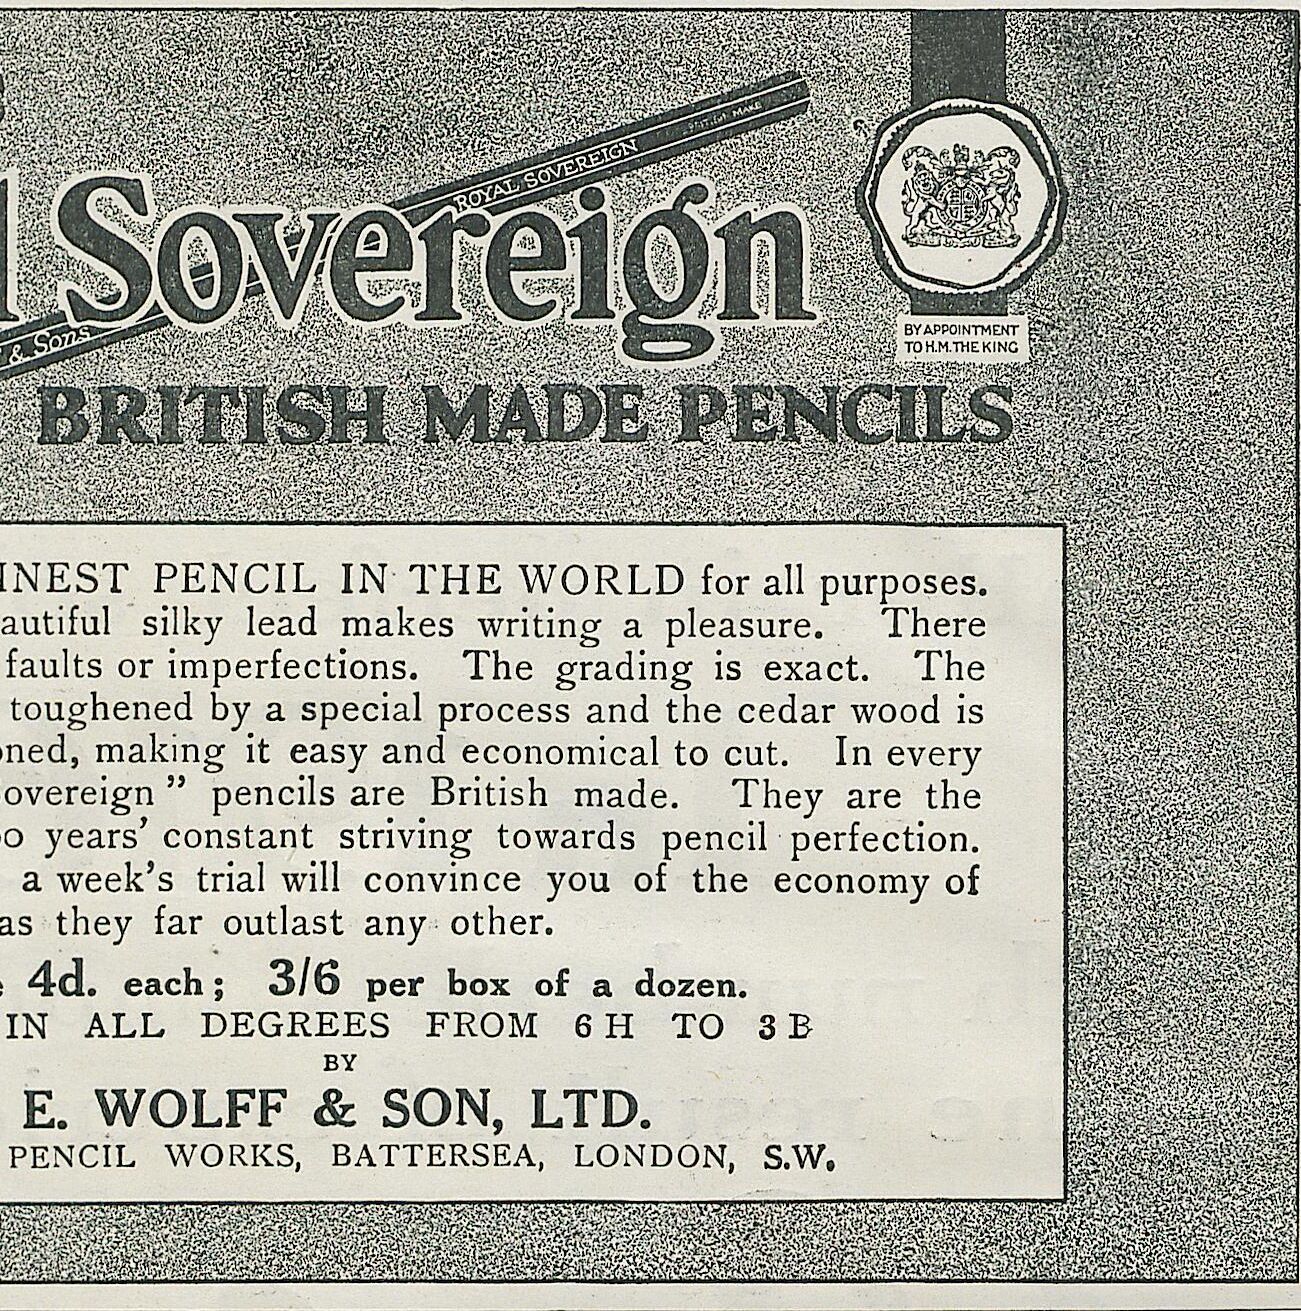 ROYAL SOVEREIGN
BRITISH MAKE
l Sovereign
& Sons
BY APPOINTMENT
TO H.M. THE KING
BRITISH MADE PENCILS
INEST PENCIL IN THE WORLD for all purposes.
autiful silky lead makes writing a pleasure. There
faults or imperfections. The grading is exact. The
toughened by a special process and the cedar wood is
oned, making it easy and economical to cut. In every
overeign" pencils are British made. They are the
0 years' constant striving towards pencil perfection.
a week's trial will convince you of the economy of
as they far outlast any other.
e 4d. each; 3/6 per box of a dozen.
IN ALL DEGREES FROM 6H TO 3B
BY
E. WOLFF & SON, LTD.
PENCIL WORKS, BATTERSEA, LONDON, S.W.